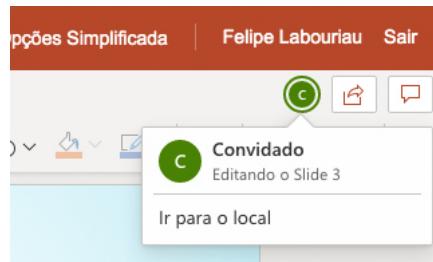 pções Simplificada Felipe Labouriau Sair
C
C Convidado
Editando o Slide 3
Ir para o local